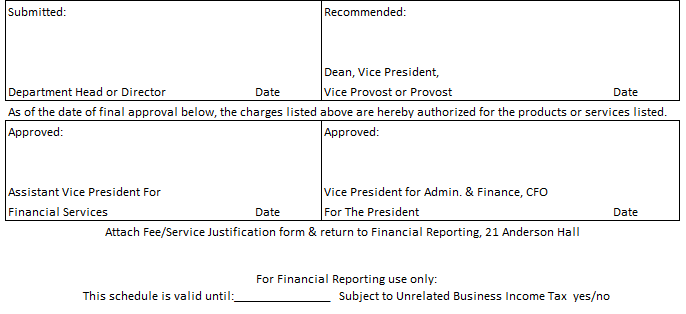 Submitted: Recommended:
Dean, Vice President,
Department Head or Director Date Vice Provost or Provost Date
As of the date of final approval below, the charges listed above are hereby authorized for the products or services listed.
Approved: Approved:
Assistant Vice President For Vice President for Admin. & Finance, CFO
Financial Services Date For The President Date
Attach Fee/Service Justification form & return to Financial Reporting, 21 Anderson Hall
For Financial Reporting use only:
This schedule is valid until:_______________ Subject to Unrelated Business Income Tax yes/no